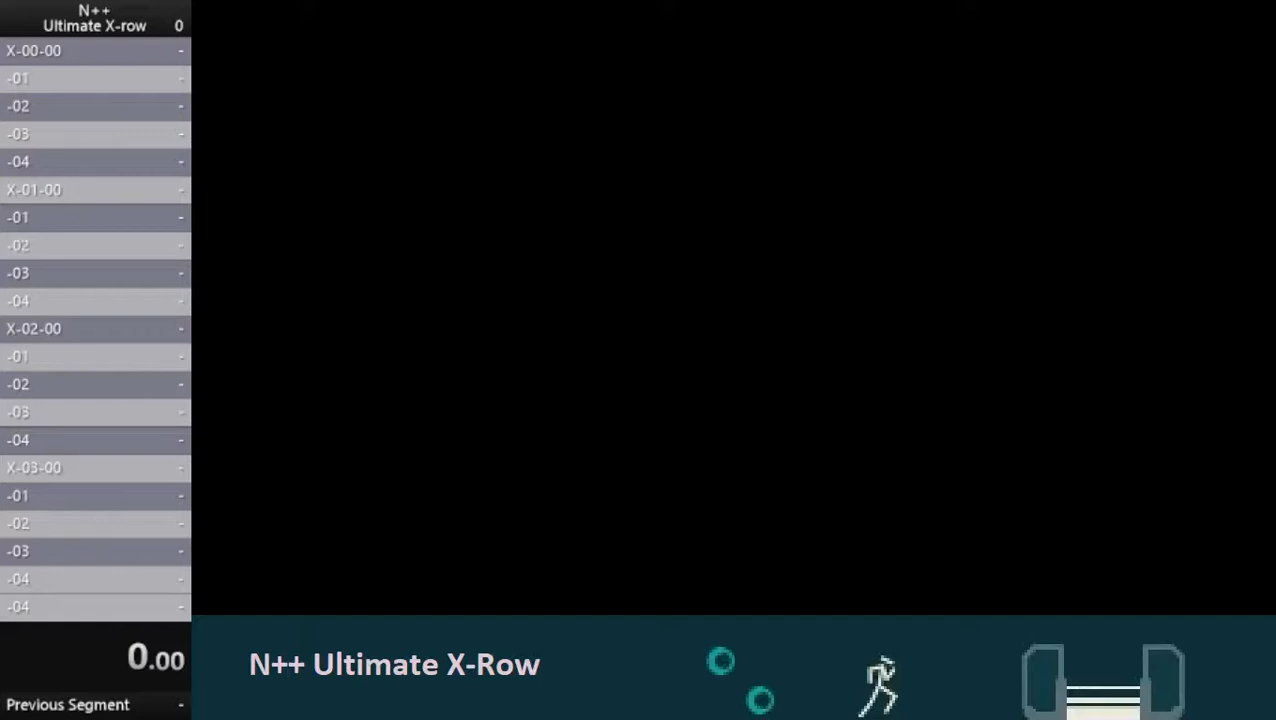 N++
Ultimate X-row 0
X-00-00 -
-01 -
-02 -
-03 -
-04 -
X-01-00 -
-01 -
-02 -
-03 -
-04 -
X-02-00 -
-01 -
-02 -
-03 -
-04 -
X-03-00 -
-01 -
-02 -
-03 -
-04 -
-04 -
0.00
Previous Segment -
N++ Ultimate X-Row